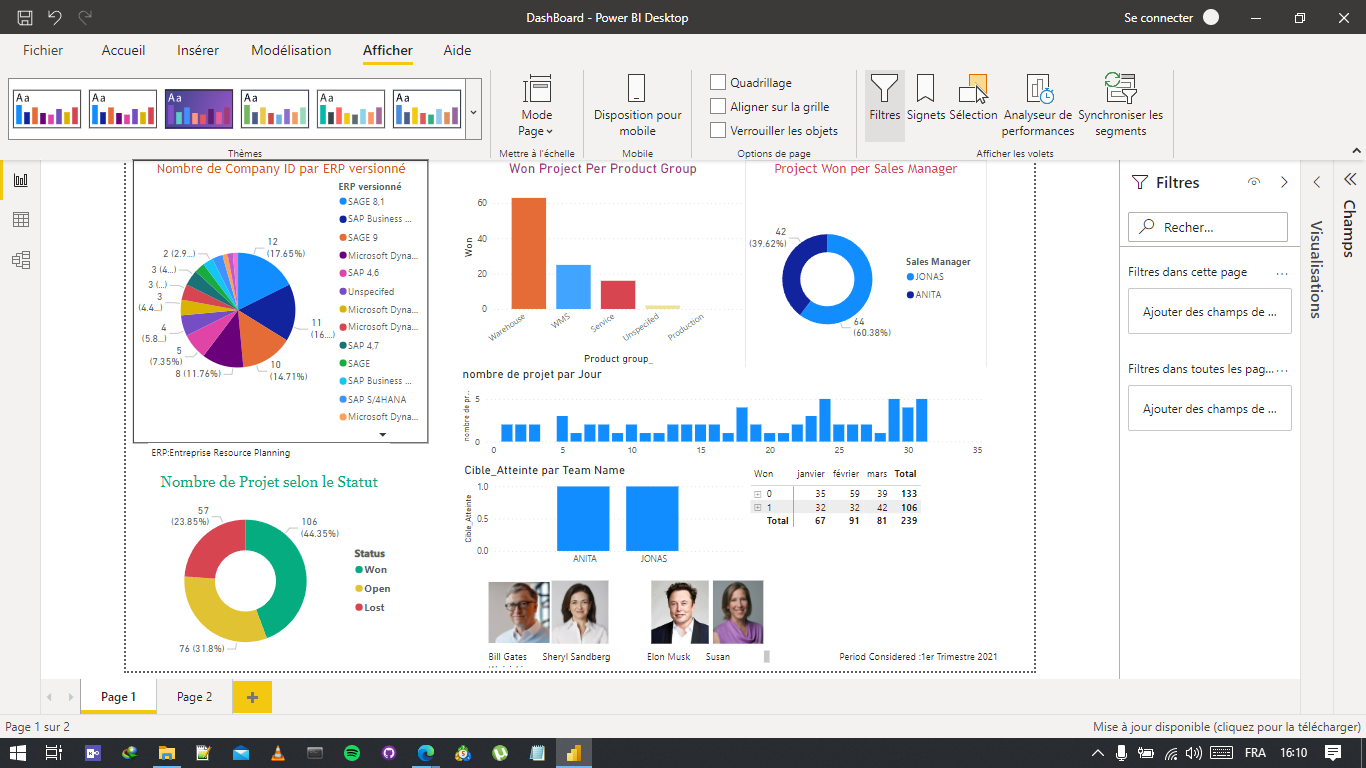 DashBoard - Power BI Desktop
Se connecter
Fichier
Accueil
Insérer
Modélisation
Afficher
Aide
Aa
Aa
Aa
Aa
Aa
Aa
Thèmes
Mode
Page
Mettre à l'échelle
Disposition pour
mobile
Mobile
Quadrillage
Aligner sur la grille
Verrouiller les objets
Options de page
Filtres
Signets
Sélection
Analyseur de
performances
Synchroniser les
segments
Afficher les volets
Nombre de Company ID par ERP versionné
ERP versionné
SAGE 8,1
SAP Business ...
SAGE 9
Microsoft Dyna...
SAP 4,6
Unspecifed
Microsoft Dyna...
Microsoft Dyna...
SAP 4,7
SAGE
SAP Business ...
SAP S/4HANA
Microsoft Dyna...
12
(17.65%)
11
(16....)
10
(14.71%)
8 (11.76%)
5
(7.35%)
4
(5.8...)
3
(4.4...)
3 (...)
3 (4...)
2 (2.9...)
ERP:Entreprise Resource Planning
Won Project Per Product Group
Won
60
40
20
0
Warehouse
WMS
Service
Unspecifed
Production
Product group_
Project Won per Sales Manager
42
(39.62%)
64
(60.38%)
Sales Manager
JONAS
ANITA
nombre de projet par Jour
nombre de pr...
5
0
0
5
10
15
20
25
30
35
Nombre de Projet selon le Statut
57
(23.85%)
106
(44.35%)
76 (31.8%)
Status
Won
Open
Lost
Cible_Atteinte par Team Name
Cible_Atteinte
1.0
0.5
0.0
ANITA
JONAS
Won janvier février mars Total
0 35 59 39 133
1 32 32 42 106
Total 67 91 81 239
Bill Gates
Sheryl Sandberg
Elon Musk
Susan
Period Considered :1er Trimestre 2021
Filtres
Recher...
Filtres dans cette page ...
Ajouter des champs de ...
Filtres dans toutes les pag... ...
Ajouter des champs de ...
Visualisations
Champs
Page 1
Page 2
Page 1 sur 2
Mise à jour disponible (cliquez pour la télécharger)
FRA
16:10